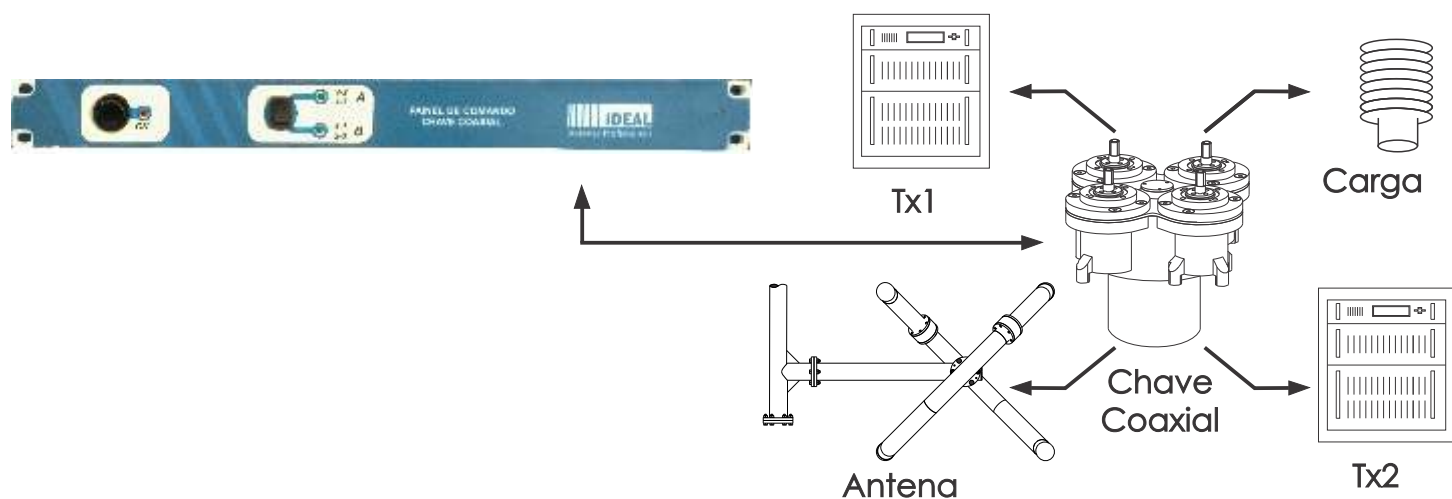 A
B
PAINEL DE COMANDO
CHAVE COAXIAL
IDEAL
Tx1
Carga
Chave
Coaxial
Antena
Tx2